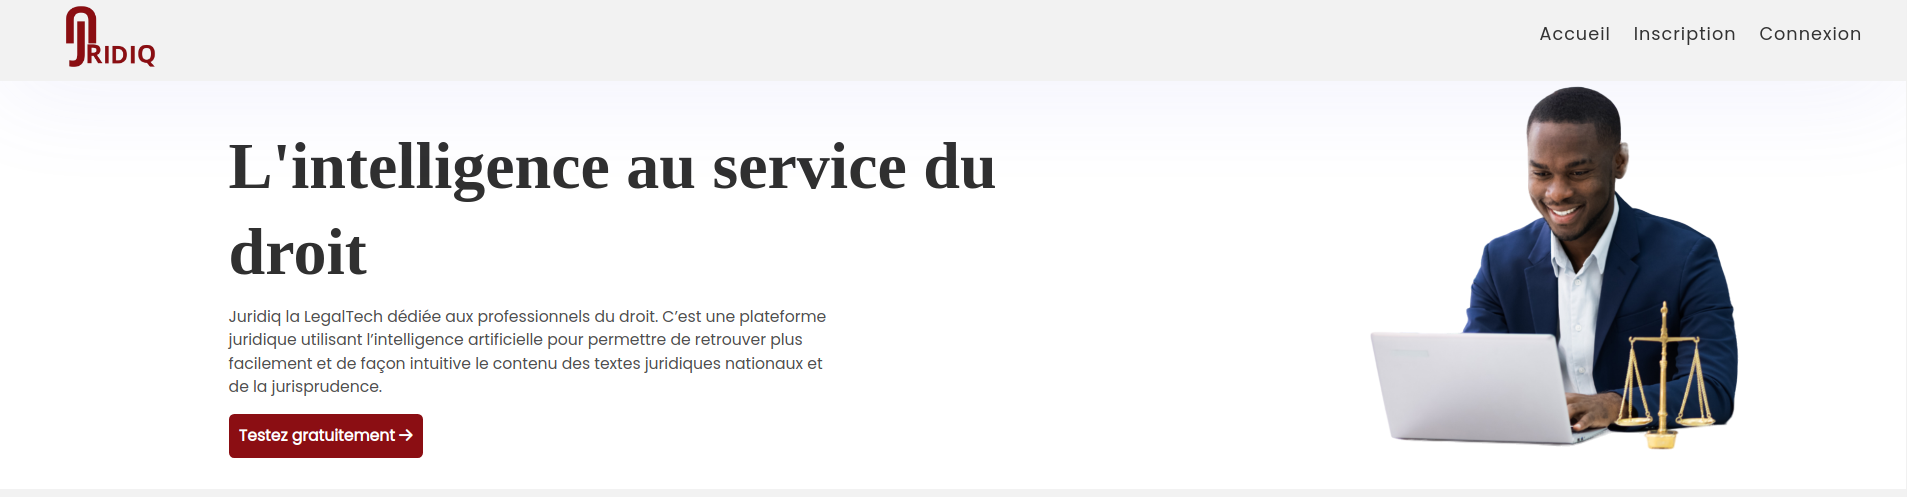 JRIDIQ
Accueil Inscription Connexion
L'intelligence au service du
droit
Juridiq la LegalTech dédiée aux professionnels du droit. C’est une plateforme
juridique utilisant l’intelligence artificielle pour permettre de retrouver plus
facilement et de façon intuitive le contenu des textes juridiques nationaux et
de la jurisprudence.
Testez gratuitement →